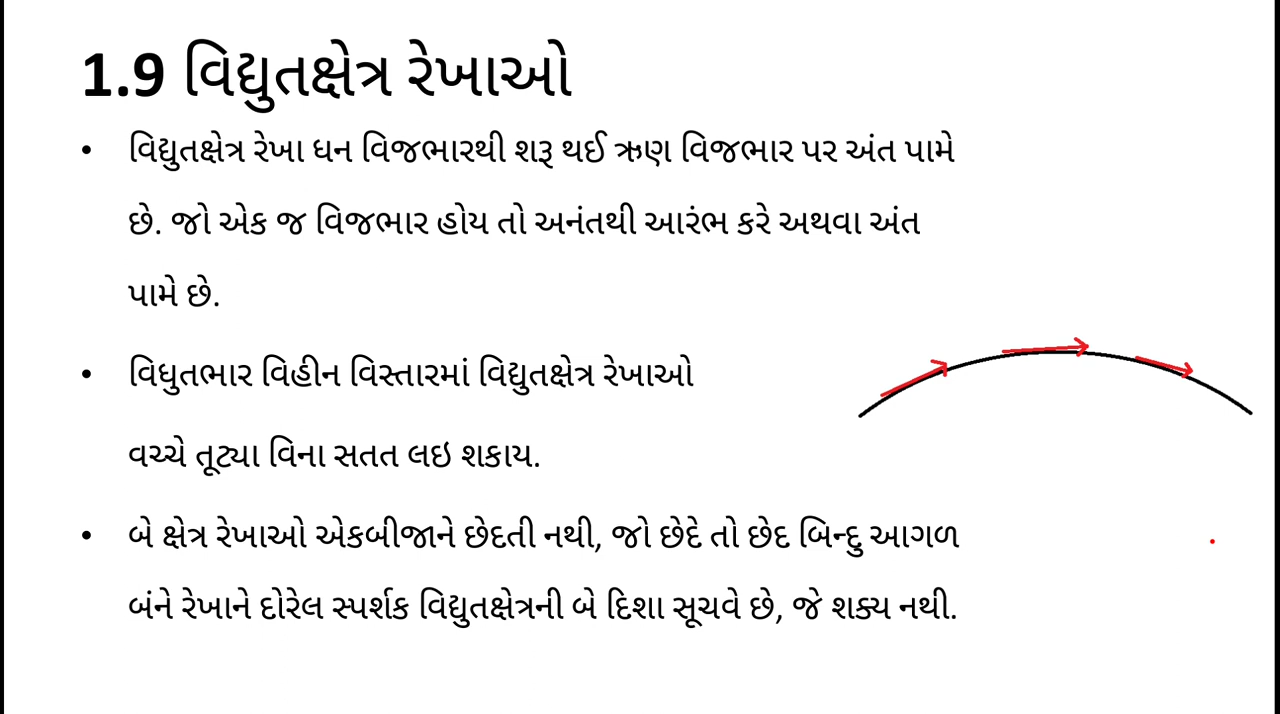 1.9 વિદ્યુતક્ષેત્ર રેખાઓ
• વિદ્યુતક્ષેત્ર રેખા ધન વિજભારથી શરૂ થઈ ઋણ વિજભાર પર અંત પામે
છે. જો એક જ વિજભાર હોય તો અનંતથી આરંભ કરે અથવા અંત
પામે છે.
• વિધુતભાર વિહીન વિસ્તારમાં વિદ્યુતક્ષેત્ર રેખાઓ
વચ્ચે તૂટ્યા વિના સતત લઇ શકાય.
• બે ક્ષેત્ર રેખાઓ એકબીજાને છેદતી નથી, જો છેદે તો છેદ બિન્દુ આગળ
બંને રેખાને દોરેલ સ્પર્શક વિદ્યુતક્ષેત્રની બે દિશા સૂચવે છે, જે શક્ય નથી.